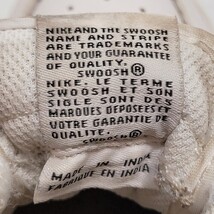 NIKE AND THE SWOOSH
NAME AND STRIPE
ARE TRADEMARKS
AND YOUR GUARANTEE
OF QUALITY.
SWOOSH®
NIKE. LE TERME
SWOOSH ET SON
SIGLE SONT DES
MARQUES DEPOSEES ET
VOTRE GARANTIE
DE QUALITE.
SWOOSH®
MADE IN INDIA
FABRIQUE EN INDIA